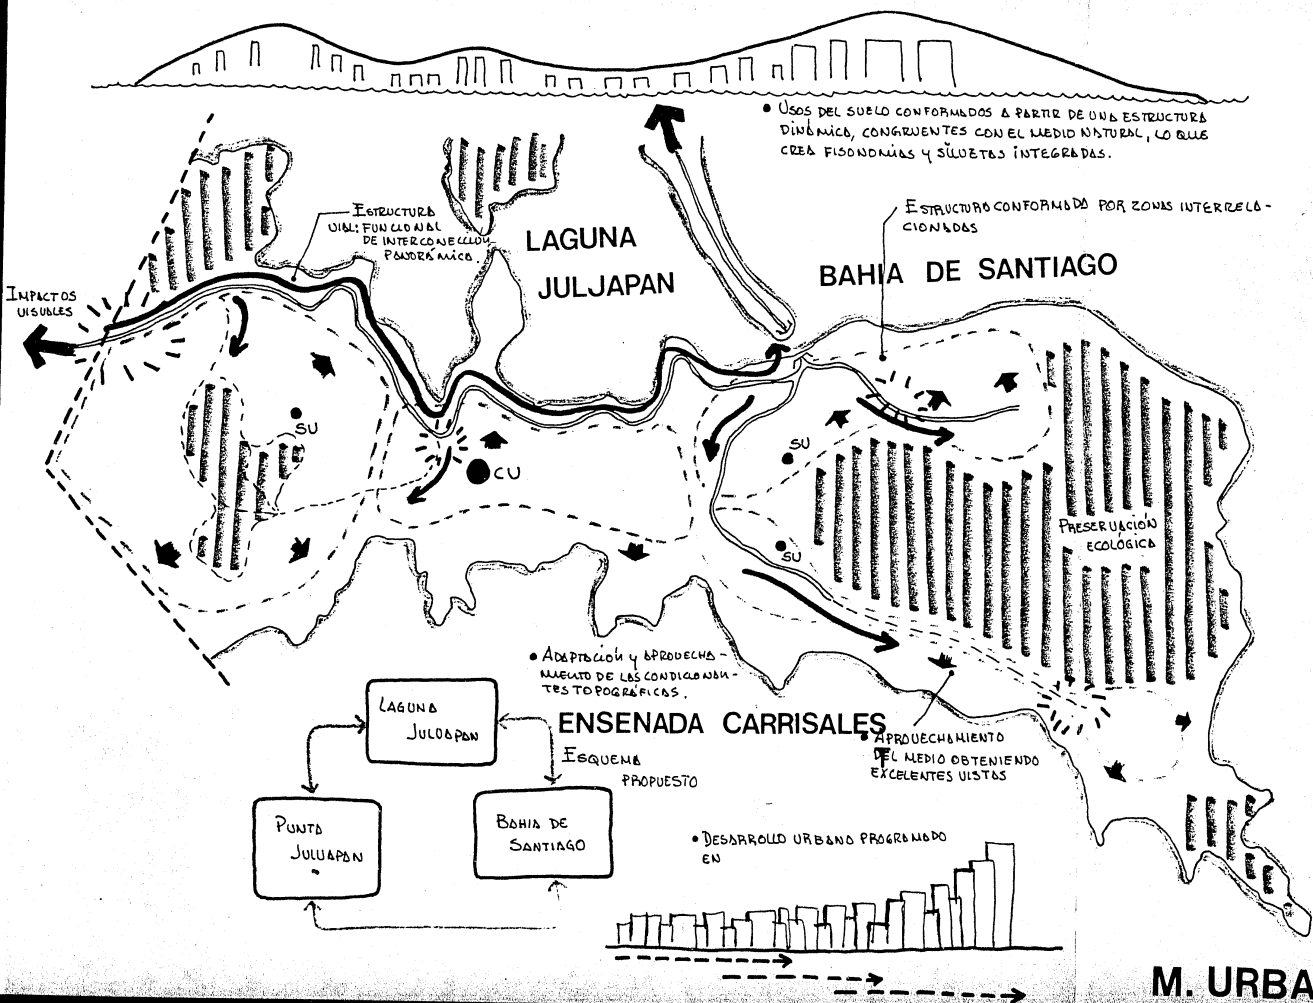 • USOS DEL SUELO CONFORMADOS A PARTIR DE UNA ESTRUCTURA
DINÁMICA, CONGRUENTES CON EL MEDIO NATURAL, LO QUE
CREA FISONOMIAS Y SILUETAS INTEGRADAS.
ESTRUCTURA
VIAL: FUNCIONAL
DE INTERCONECCION
PANORÁMICA.
LAGUNA
JULJAPAN
ESTRUCTURA CONFORMADA POR ZONAS INTERRELA-
CIONADAS
BAHIA DE SANTIAGO
IMPACTOS
VISUALES
SU
SU
CU
SU
PRESERVACIÓN
ECOLÓGICA
• ADAPTACIÓN Y APROVECHA-
MIENTO DE LAS CONDICIONAN-
TES TOPOGRÁFICAS.
ENSENADA CARRISALES
• APROVECHAMIENTO
DEL MEDIO OBTENIENDO
EXCELENTES VISTAS
LAGUNA
JULUAPAN
ESQUEMA
PROPUESTO
PUNTA
JULUAPAN
BAHIA DE
SANTIAGO
• DESARROLLO URBANO PROGRAMADO
EN
M. URBA